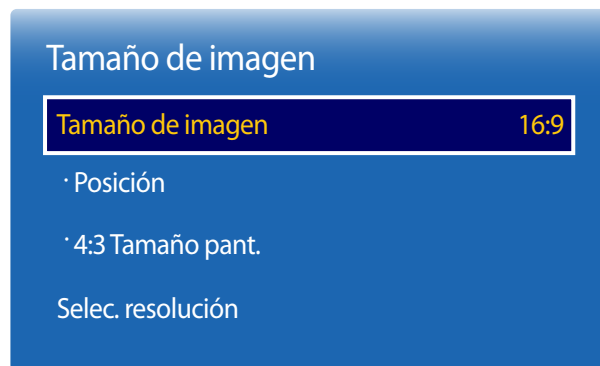 Tamaño de imagen
Tamaño de imagen 16:9
· Posición
· 4:3 Tamaño pant.
Selec. resolución